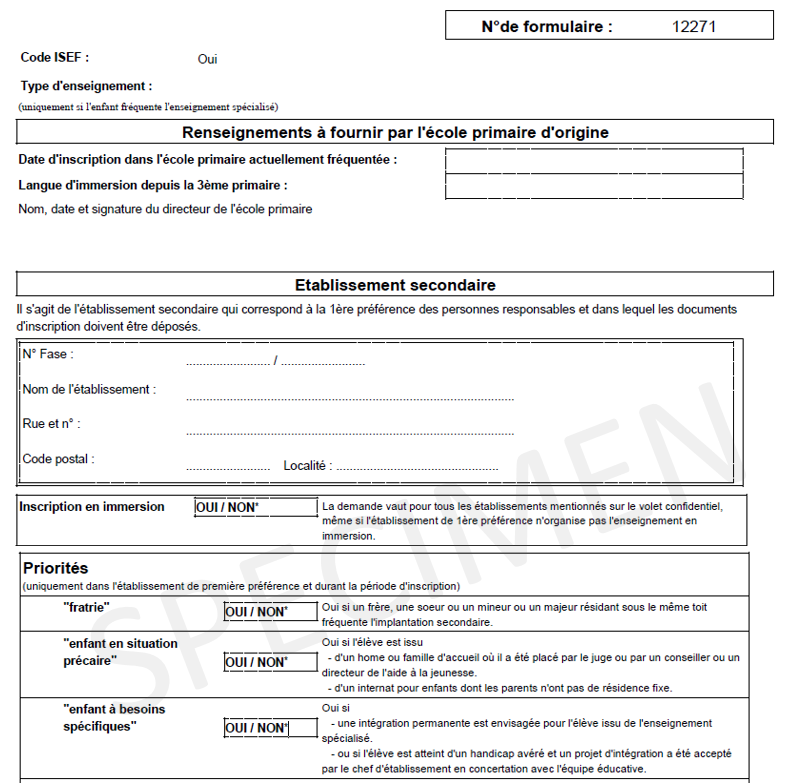 N°de formulaire : 12271
Code ISEF : Oui
Type d'enseignement :
(uniquement si l'enfant fréquente l'enseignement spécialisé)
Renseignements à fournir par l'école primaire d'origine
Date d'inscription dans l'école primaire actuellement fréquentée :
Langue d'immersion depuis la 3ème primaire :
Nom, date et signature du directeur de l'école primaire
Etablissement secondaire
Il s'agit de l'établissement secondaire qui correspond à la 1ère préférence des personnes responsables et dans lequel les documents
d'inscription doivent être déposés.
N° Fase : ......................... / .........................
Nom de l'établissement : ....................................................................................................
Rue et n° : ....................................................................................................
Code postal : ......................... Localité : .................................................
Inscription en immersion OUI / NON* La demande vaut pour tous les établissements mentionnés sur le volet confidentiel,
même si l'établissement de 1ère préférence n'organise pas l'enseignement en
immersion.
Priorités
(uniquement dans l'établissement de première préférence et durant la période d'inscription)
"fratrie" OUI / NON* Oui si un frère, une soeur ou un mineur ou un majeur résidant sous le même toit
fréquente l'implantation secondaire.
"enfant en situation
précaire" OUI / NON* Oui si l'élève est issu
- d'un home ou famille d'accueil où il a été placé par le juge ou par un conseiller ou un
directeur de l'aide à la jeunesse.
- d'un internat pour enfants dont les parents n'ont pas de résidence fixe.
"enfant à besoins
spécifiques" OUI / NON* Oui si
- une intégration permanente est envisagée pour l'élève issu de l'enseignement
spécialisé.
- ou si l'élève est atteint d'un handicap avéré et un projet d'intégration a été accepté
par le chef d'établissement en concertation avec l'équipe éducative.
SPECIMEN